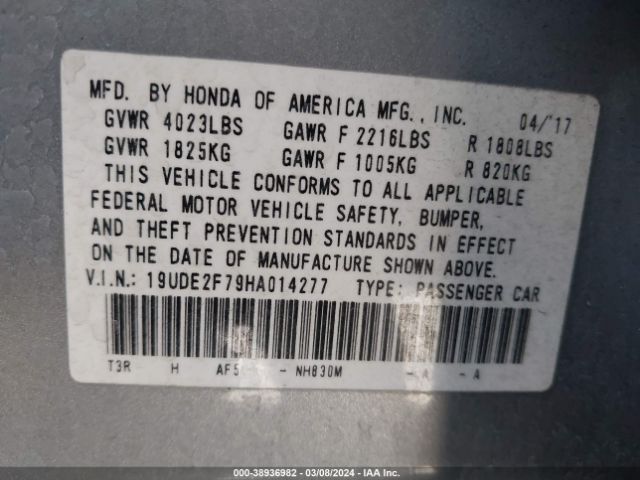 MFD. BY HONDA OF AMERICA MFG., INC. 04/'17
GVWR 4023LBS GAWR F 2216LBS R 1808LBS
GVWR 1825KG GAWR F 1005KG R 820KG
THIS VEHICLE CONFORMS TO ALL APPLICABLE
FEDERAL MOTOR VEHICLE SAFETY, BUMPER,
AND THEFT PREVENTION STANDARDS IN EFFECT
ON THE DATE OF MANUFACTURE SHOWN ABOVE.
V.I.N.: 19UDE2F79HA014277 TYPE: PASSENGER CAR
T3R H - NH830M - A - A
000-38936982 / 03/08/2024 - IAA Inc.